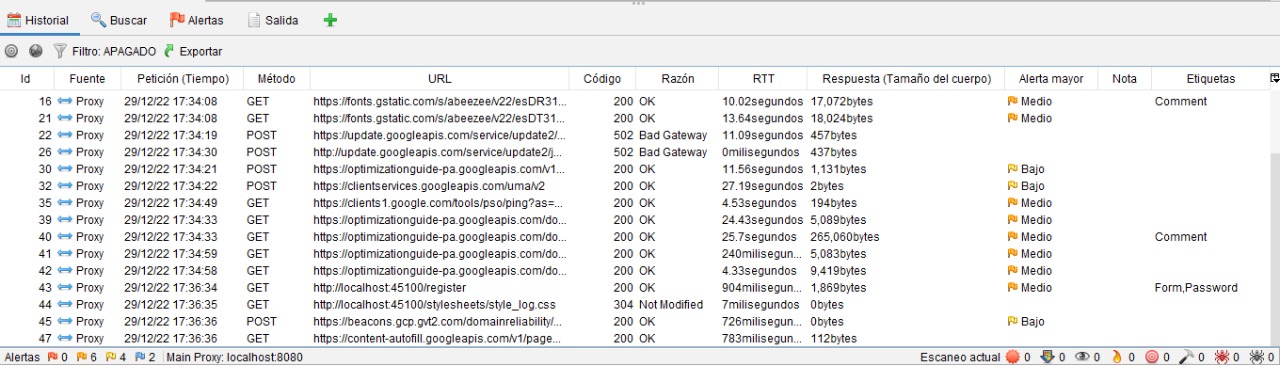 Historial Buscar Alertas Salida
Filtro: APAGADO Exportar
Id Fuente Petición (Tiempo) Método URL Código Razón RTT Respuesta (Tamaño del cuerpo) Alerta mayor Nota Etiquetas
16 Proxy 29/12/22 17:34:08 GET https://fonts.gstatic.com/s/abeezee/v22/esDR31... 200 OK 10.02segundos 17,072bytes Medio Comment
21 Proxy 29/12/22 17:34:08 GET https://fonts.gstatic.com/s/abeezee/v22/esDT31... 200 OK 13.64segundos 18,024bytes Medio
22 Proxy 29/12/22 17:34:19 POST https://update.googleapis.com/service/update2/... 502 Bad Gateway 11.09segundos 457bytes
26 Proxy 29/12/22 17:34:30 POST http://update.googleapis.com/service/update2/j... 502 Bad Gateway 0milisegundos 437bytes
30 Proxy 29/12/22 17:34:21 POST https://optimizationguide-pa.googleapis.com/v1... 200 OK 11.56segundos 1,131bytes Bajo
32 Proxy 29/12/22 17:34:22 POST https://clientservices.googleapis.com/uma/v2 200 OK 27.19segundos 2bytes Bajo
35 Proxy 29/12/22 17:34:49 GET https://clients1.google.com/tools/pso/ping?as=... 200 OK 4.53segundos 194bytes Medio
39 Proxy 29/12/22 17:34:33 GET https://optimizationguide-pa.googleapis.com/do... 200 OK 24.43segundos 5,089bytes Medio
40 Proxy 29/12/22 17:34:33 GET https://optimizationguide-pa.googleapis.com/do... 200 OK 25.7segundos 265,060bytes Medio Comment
41 Proxy 29/12/22 17:34:59 GET https://optimizationguide-pa.googleapis.com/do... 200 OK 240milisegun... 5,083bytes Medio
42 Proxy 29/12/22 17:34:58 GET https://optimizationguide-pa.googleapis.com/do... 200 OK 4.33segundos 9,419bytes Medio
43 Proxy 29/12/22 17:36:34 GET http://localhost:45100/register 200 OK 904milisegun... 1,869bytes Medio Form,Password
44 Proxy 29/12/22 17:36:35 GET http://localhost:45100/stylesheets/style_log.css 304 Not Modified 7milisegundos 0bytes
45 Proxy 29/12/22 17:36:36 POST https://beacons.gcp.gvt2.com/domainreliability/... 200 OK 726milisegun... 0bytes Bajo
47 Proxy 29/12/22 17:36:36 GET https://content-autofill.googleapis.com/v1/page... 200 OK 783milisegun... 112bytes
Alertas 0 6 4 2 Main Proxy: localhost:8080 Escaneo actual 0 0 0 0 0 0 0 0